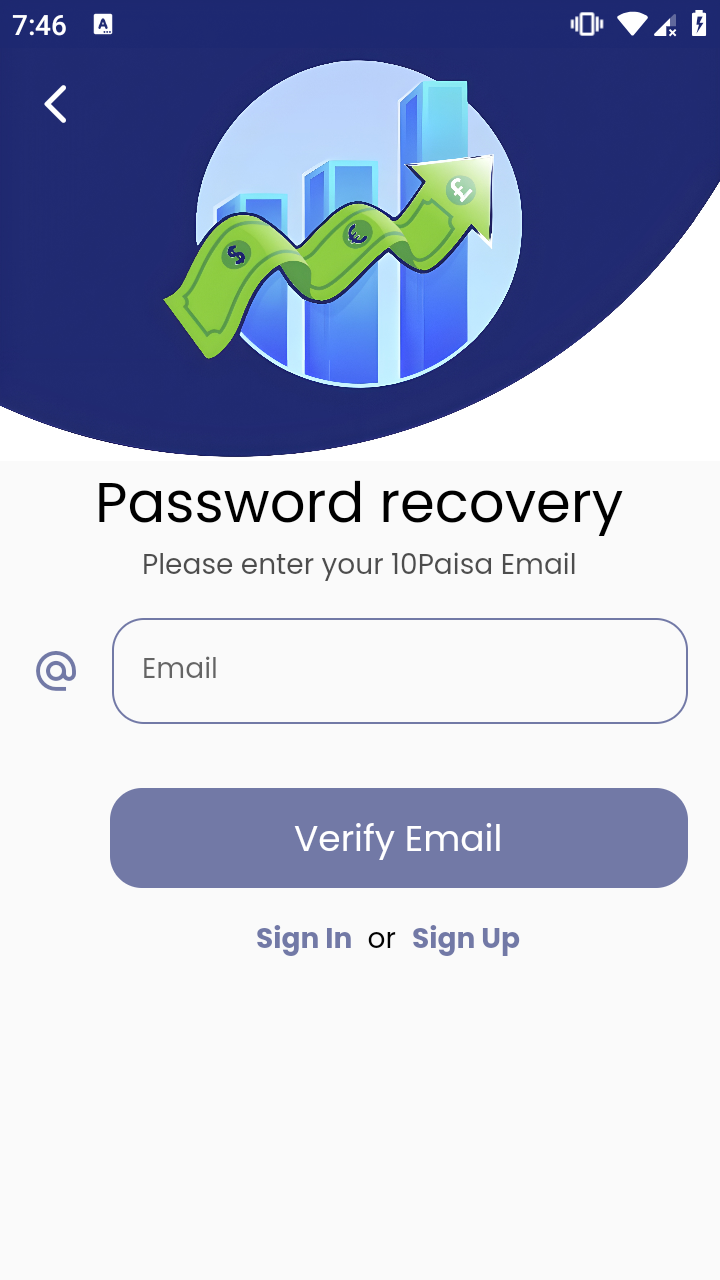 7:46 A
$ € £
Password recovery
Please enter your 10Paisa Email
@ Email
Verify Email
Sign In or Sign Up